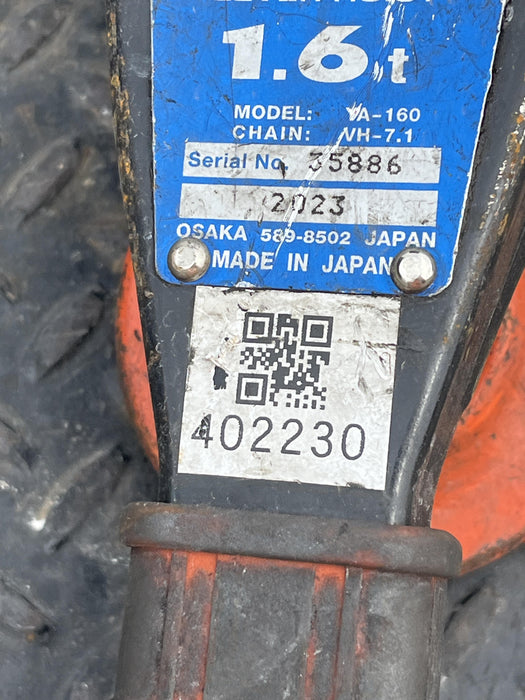 1.6 t
MODEL: VA-160
CHAIN: VH-7.1
Serial No. 35886
2023
OSAKA 589-8502 JAPAN
MADE IN JAPAN
402230